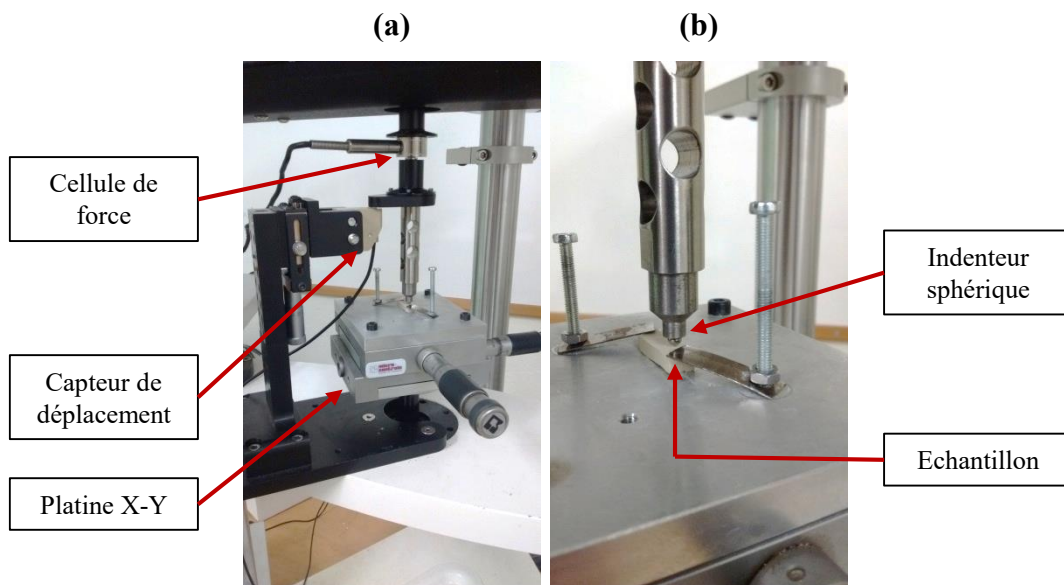 (a)
(b)
Cellule de
force
Capteur de
déplacement
Platine X-Y
Indenteur
sphérique
Echantillon